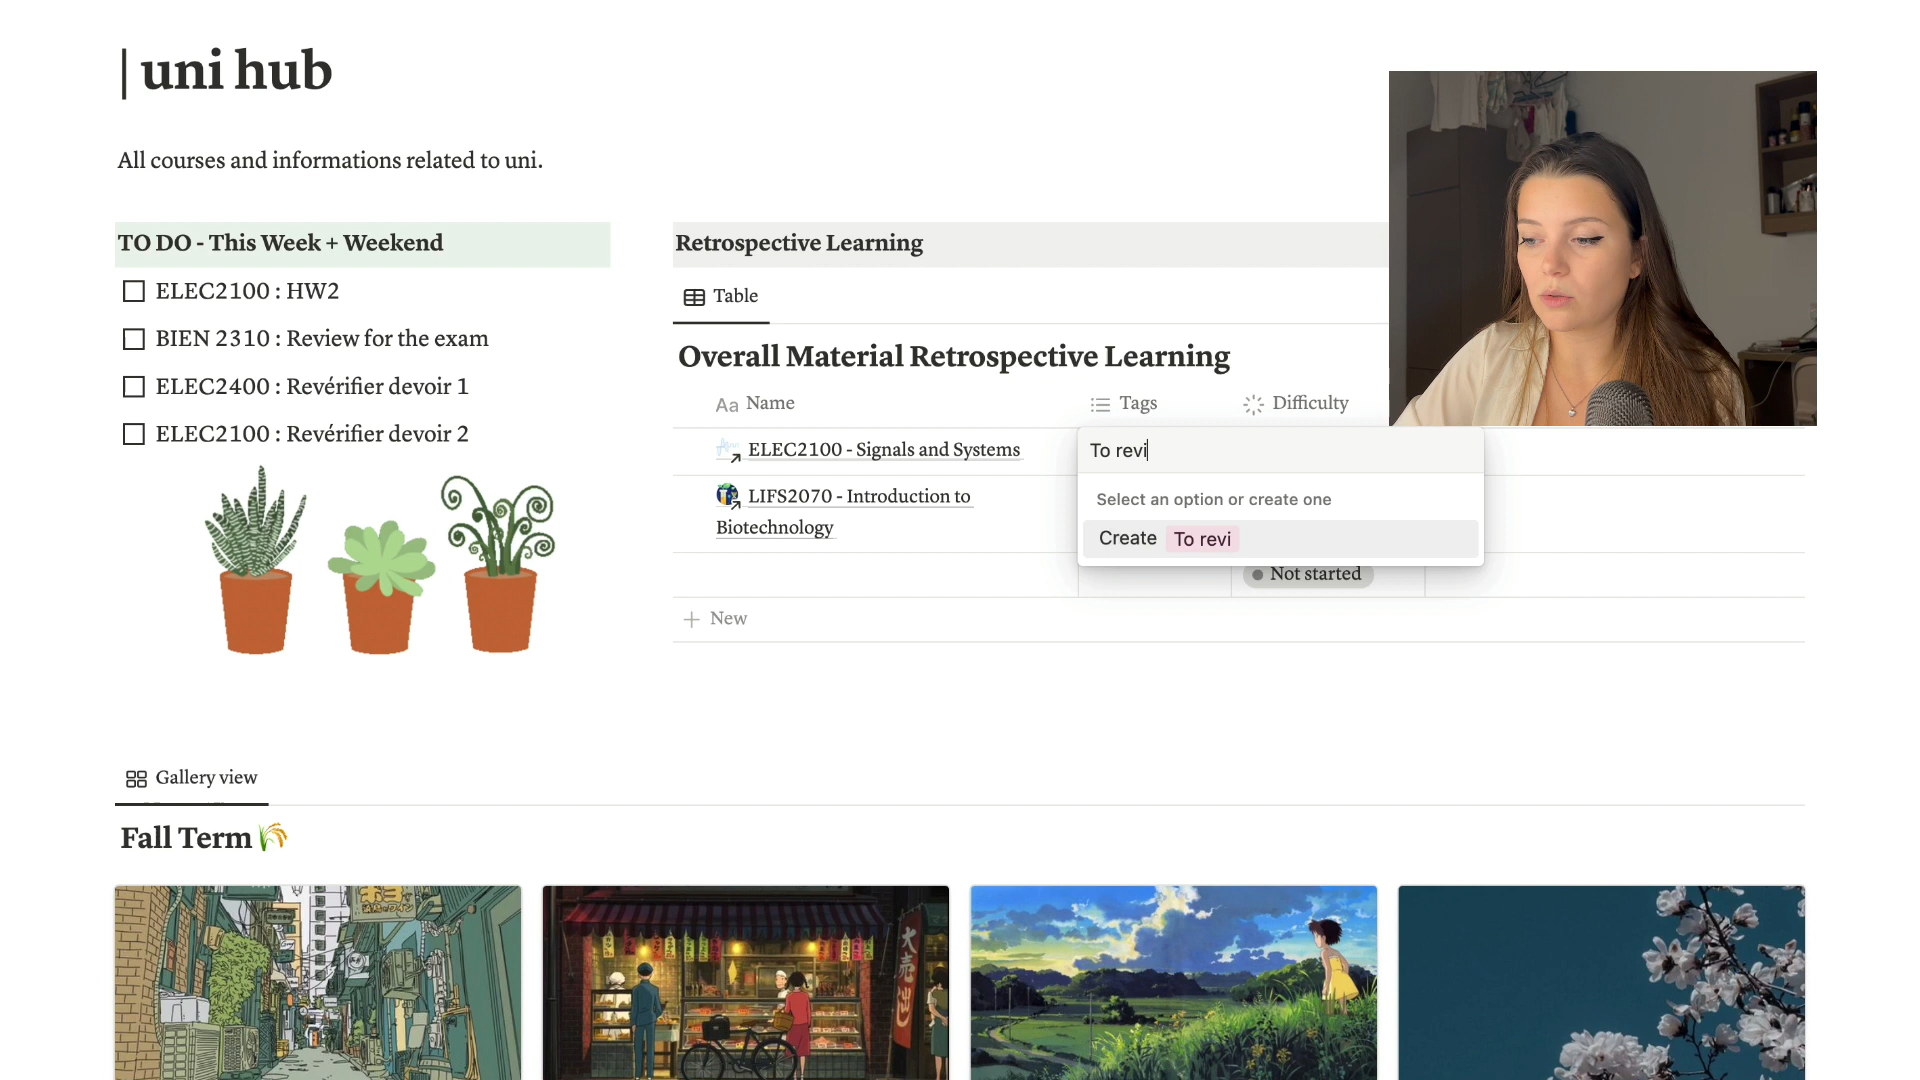 | uni hub
All courses and informations related to uni.
TO DO - This Week + Weekend
ELEC2100 : HW2
BIEN 2310 : Review for the exam
ELEC2400 : Revérifier devoir 1
ELEC2100 : Revérifier devoir 2
Retrospective Learning
Table
Overall Material Retrospective Learning
Aa Name
Tags
Difficulty
ELEC2100 - Signals and Systems
LIFS2070 - Introduction to
Biotechnology
To revi
Select an option or create one
Create To revi
Not started
+ New
Gallery view
Fall Term
大売出